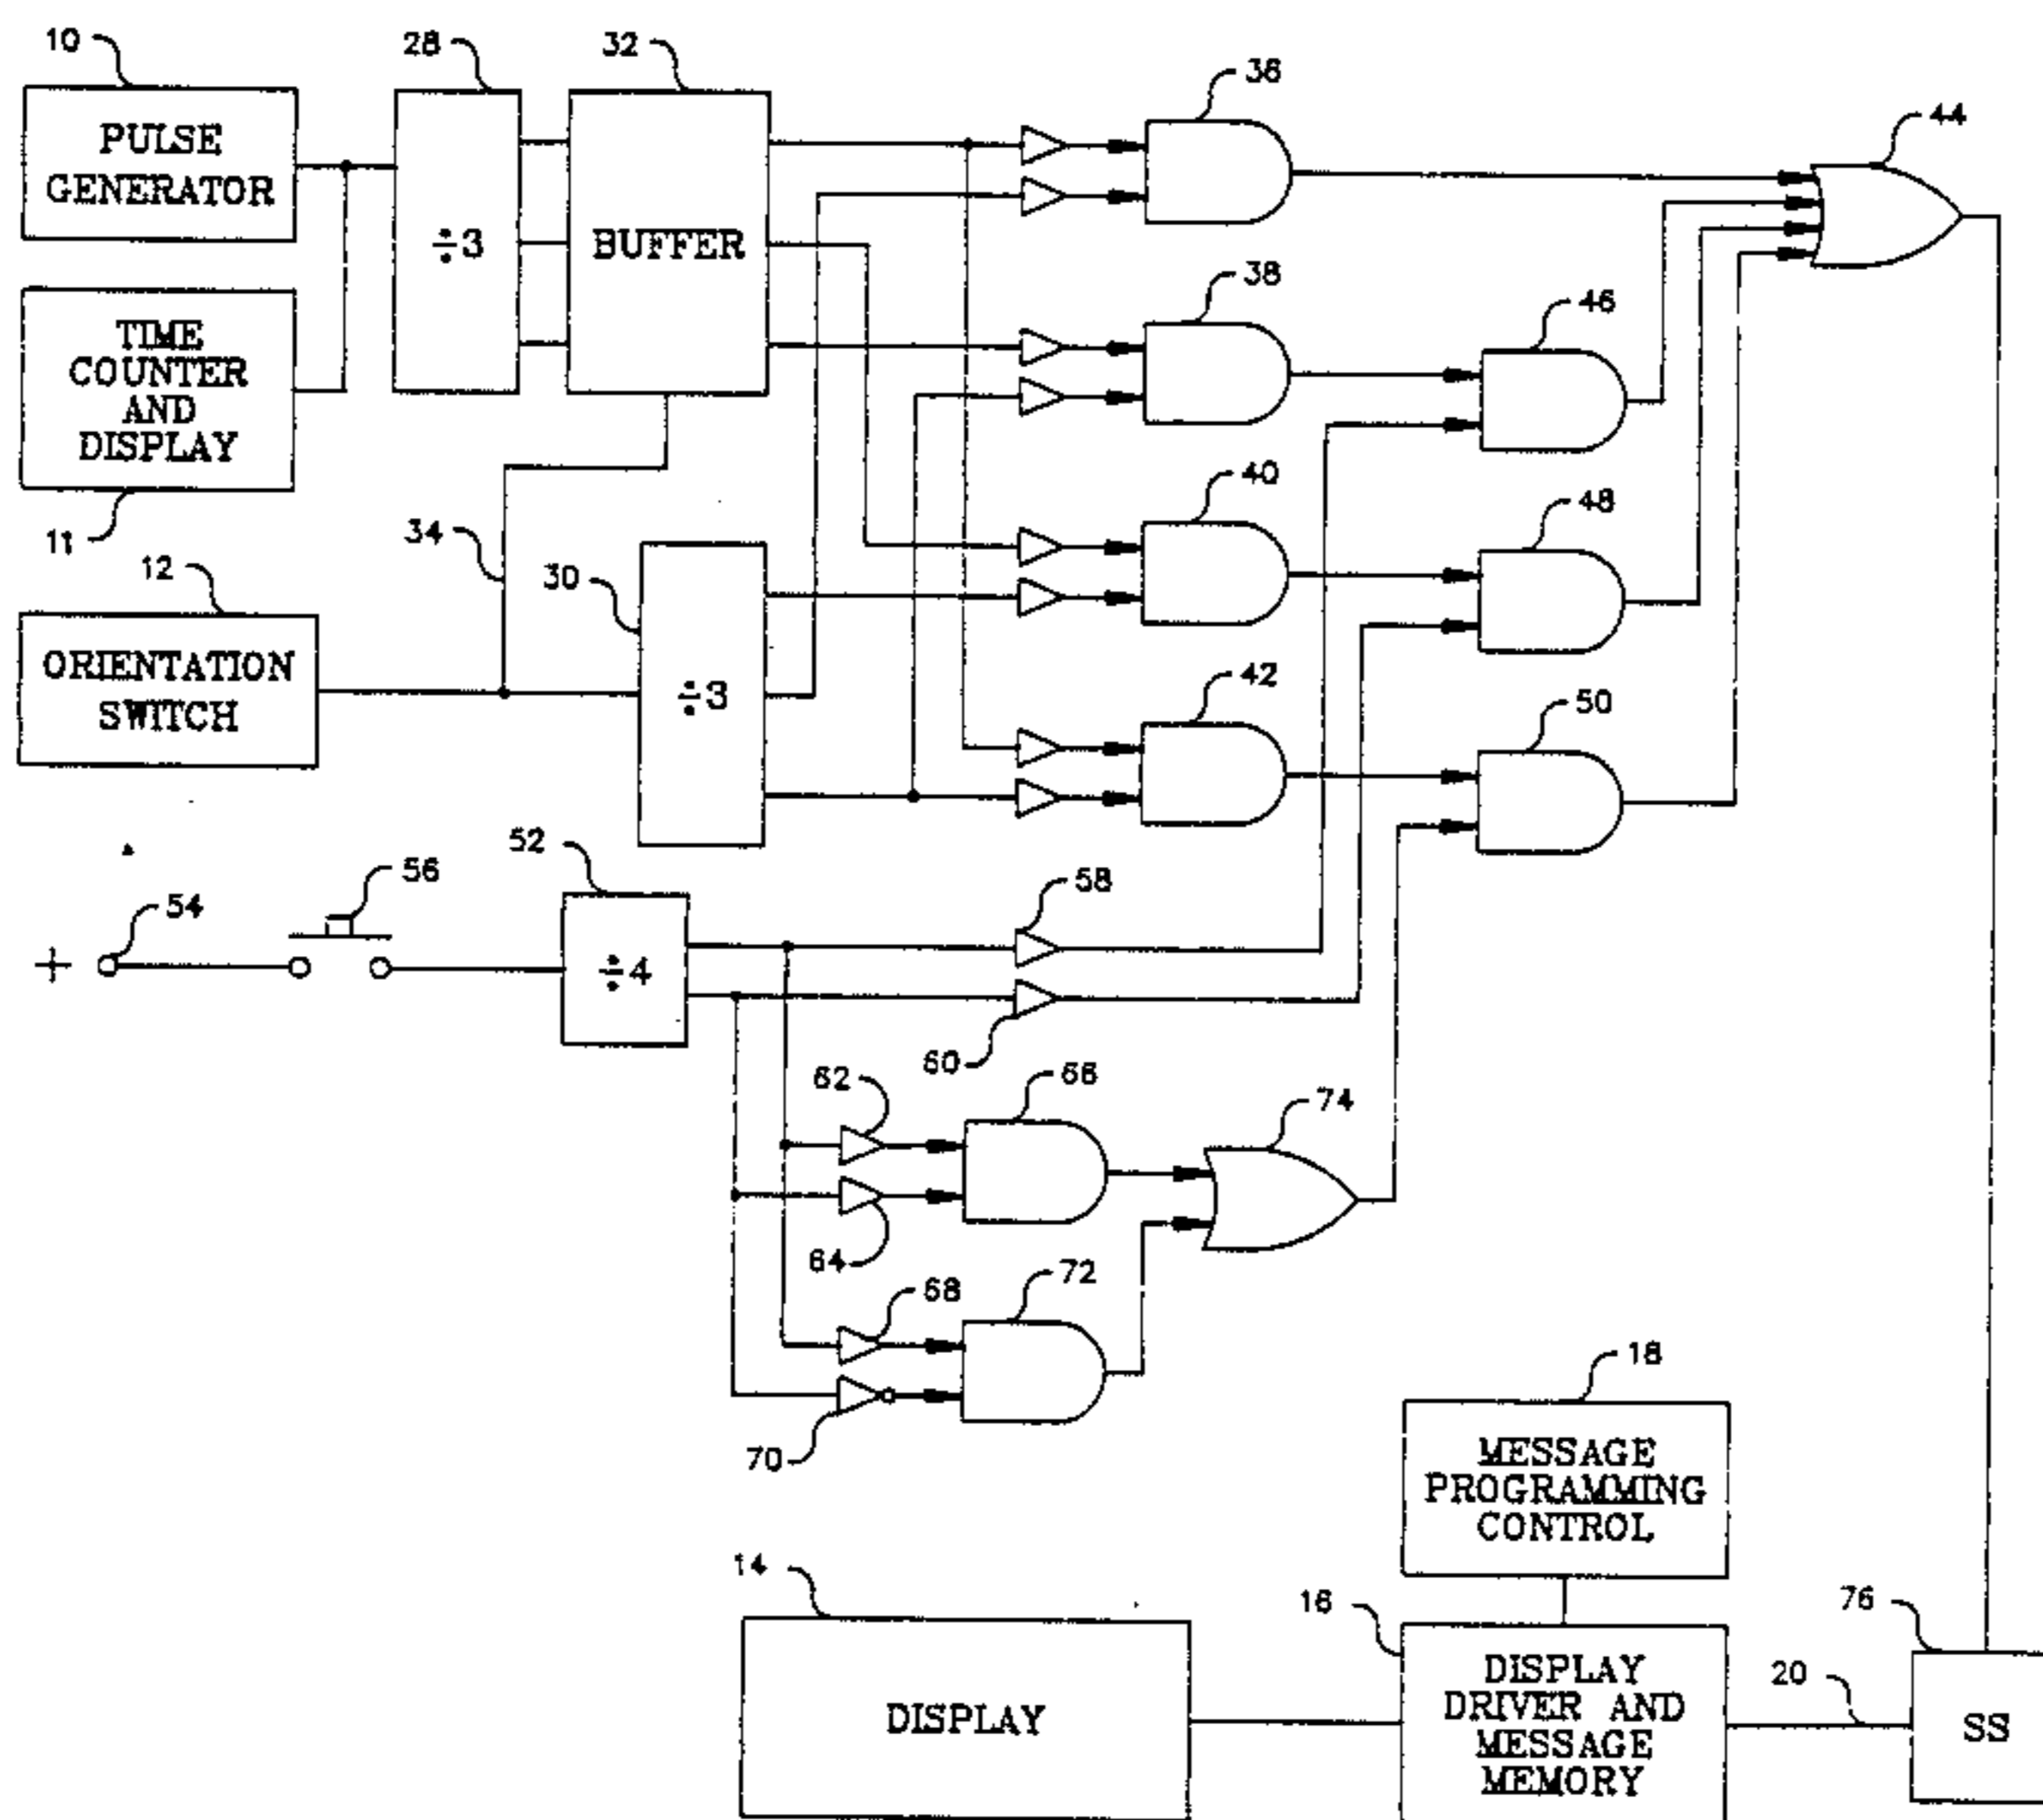 10
28
32
36
44
PULSE
GENERATOR
÷3
BUFFER
TIME
COUNTER
AND
DISPLAY
38
46
11
34
40
48
12
30
ORIENTATION
SWITCH
÷3
42
50
52
54
56
58
+
÷4
60
62
66
74
64
68
72
70
18
MESSAGE
PROGRAMMING
CONTROL
14
16
76
DISPLAY
DISPLAY
DRIVER AND
MESSAGE
MEMORY
20
SS